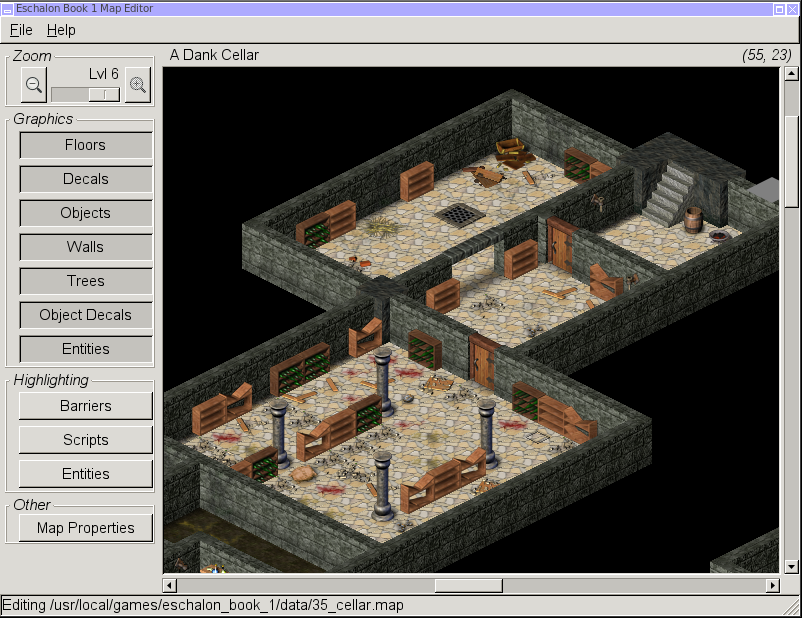 Eschalon Book 1 Map Editor
File Help
Zoom
Lvl 6
A Dank Cellar
(55, 23)
Graphics
Floors
Decals
Objects
Walls
Trees
Object Decals
Entities
Highlighting
Barriers
Scripts
Entities
Other
Map Properties
Editing /usr/local/games/eschalon_book_1/data/35_cellar.map